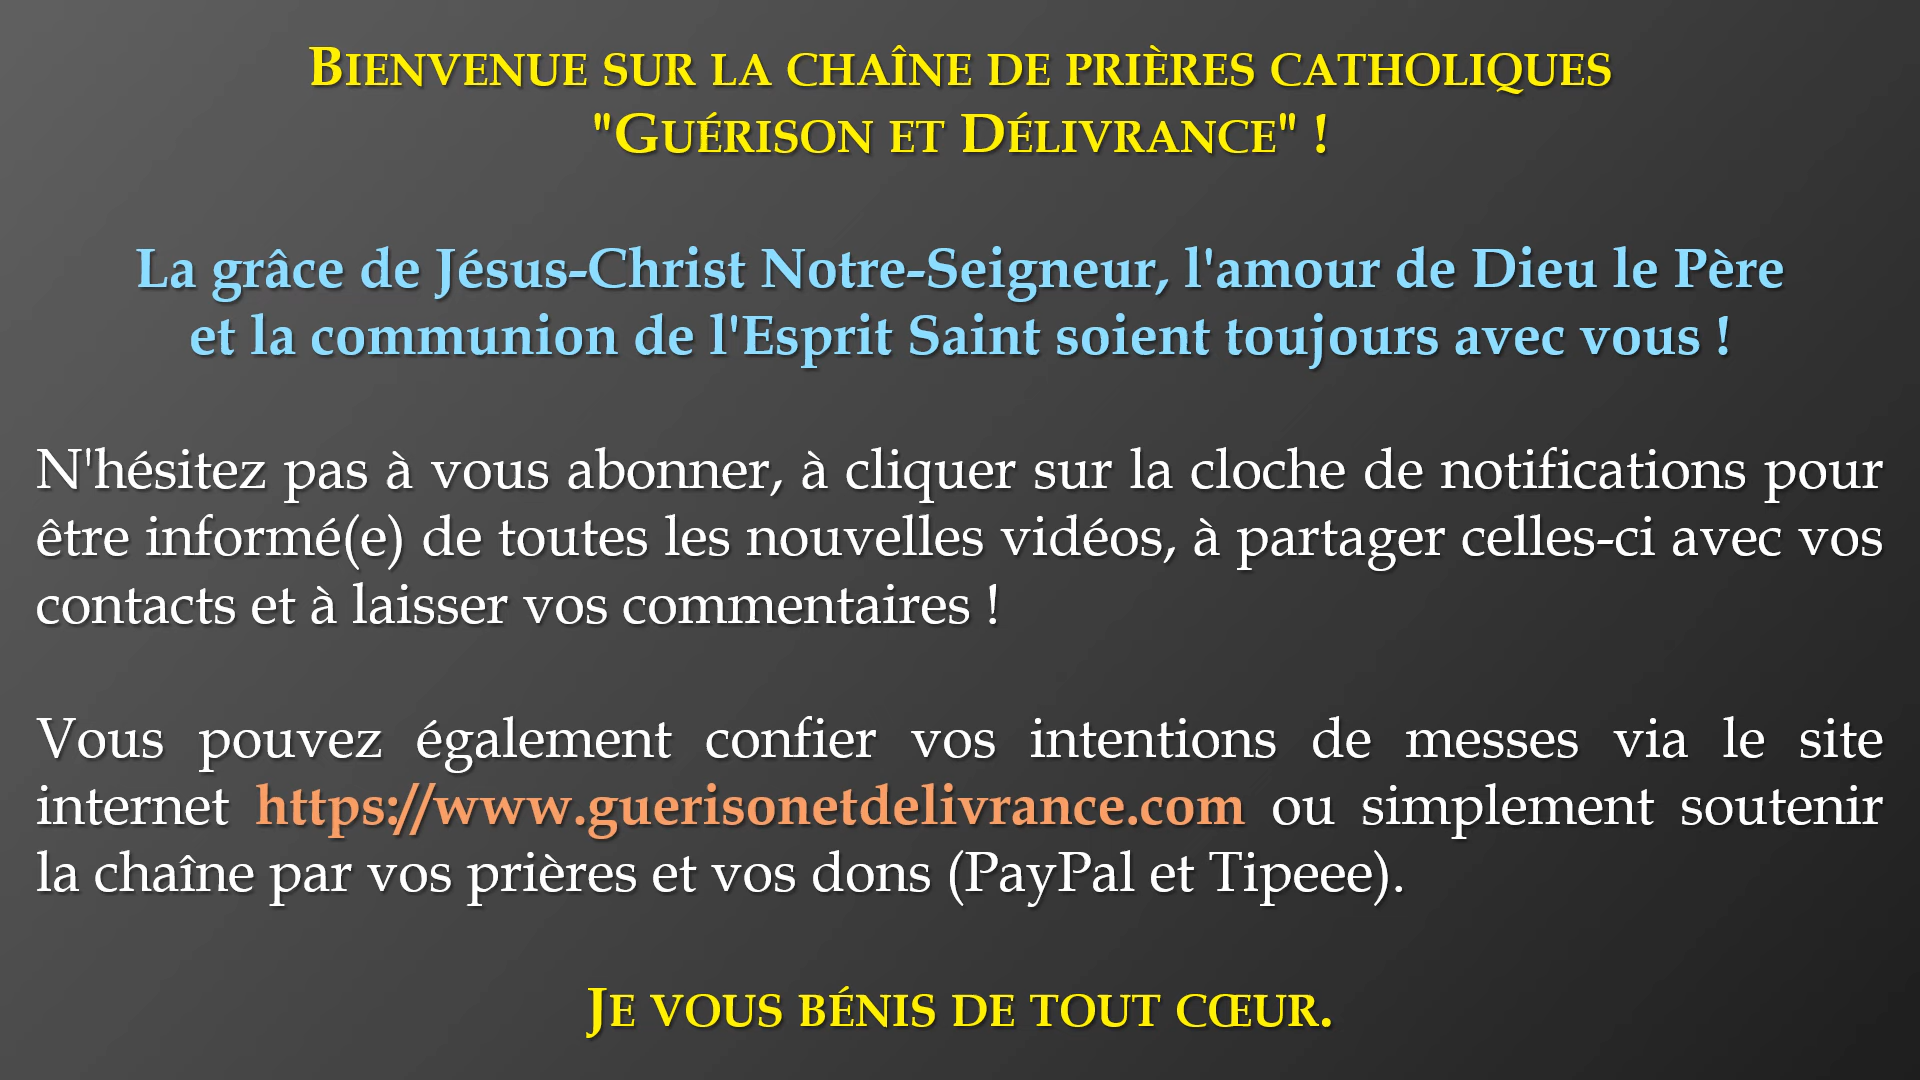 Bienvenue sur la chaîne de prières catholiques
"Guérison et Délivrance" !
La grâce de Jésus-Christ Notre-Seigneur, l'amour de Dieu le Père
et la communion de l'Esprit Saint soient toujours avec vous !
N'hésitez pas à vous abonner, à cliquer sur la cloche de notifications pour
être informé(e) de toutes les nouvelles vidéos, à partager celles-ci avec vos
contacts et à laisser vos commentaires !
Vous pouvez également confier vos intentions de messes via le site
internet https://www.guerisonetdelivrance.com ou simplement soutenir
la chaîne par vos prières et vos dons (PayPal et Tipeee).
Je vous bénis de tout cœur.